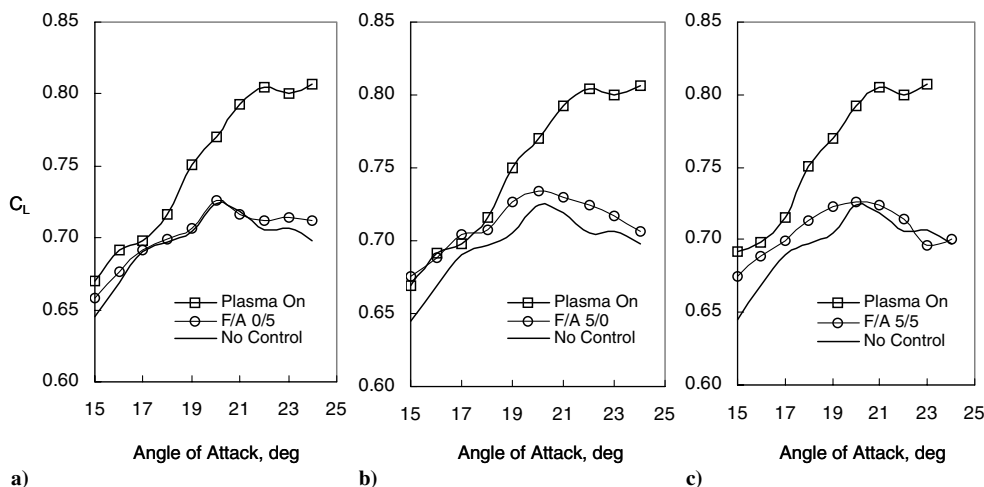 0.85
0.80
0.75
0.70
0.65
0.60
C_L
15 17 19 21 23 25
Plasma On
F/A 0/5
No Control
Angle of Attack, deg
a)
0.85
0.80
0.75
0.70
0.65
0.60
15 17 19 21 23 25
Plasma On
F/A 5/0
No Control
Angle of Attack, deg
b)
0.85
0.80
0.75
0.70
0.65
0.60
15 17 19 21 23 25
Plasma On
F/A 5/5
No Control
Angle of Attack, deg
c)